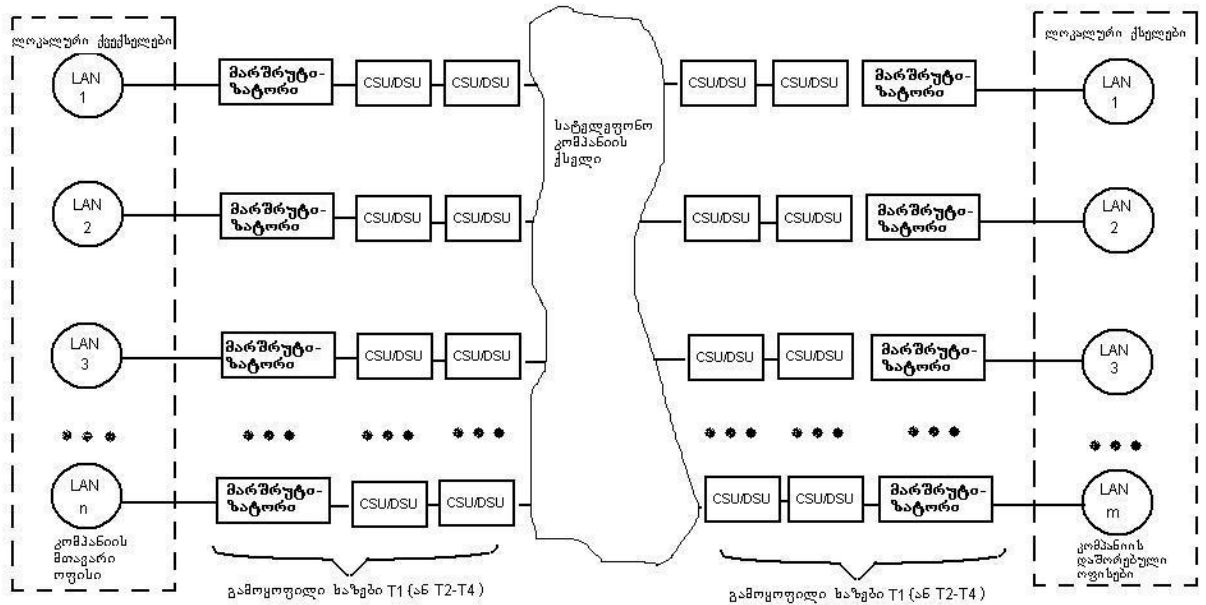 ლოკალური ქვექსელები
ლოკალური ქსელები
LAN
1
მარშრუტი-
ზატორი
CSU/DSU
CSU/DSU
სატელეფონო
კომპანიის
ქსელი
CSU/DSU
CSU/DSU
მარშრუტი-
ზატორი
LAN
1
LAN
2
მარშრუტი-
ზატორი
CSU/DSU
CSU/DSU
CSU/DSU
CSU/DSU
მარშრუტი-
ზატორი
LAN
2
LAN
3
მარშრუტი-
ზატორი
CSU/DSU
CSU/DSU
CSU/DSU
CSU/DSU
მარშრუტი-
ზატორი
LAN
3
LAN
n
მარშრუტი-
ზატორი
CSU/DSU
CSU/DSU
CSU/DSU
CSU/DSU
მარშრუტი-
ზატორი
LAN
m
კომპანიის
მთავარი
ოფისი
კომპანიის
დაშორებული
ოფისები
გამოყოფილი საზები T1 (ან T2-T4)
გამოყოფილი საზები T1 (ან T2-T4)